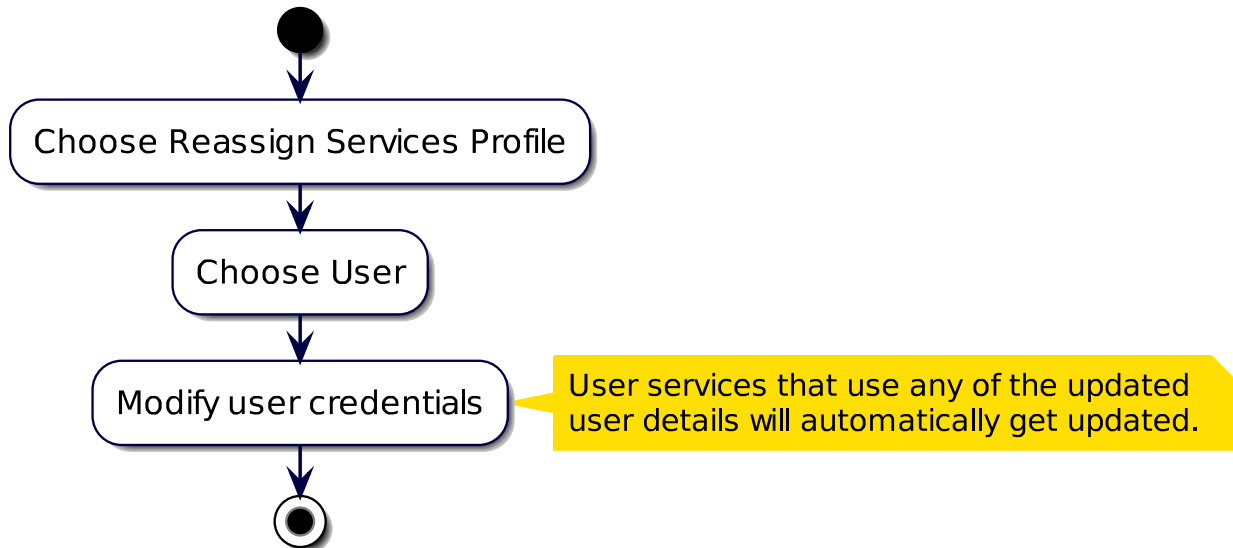 Choose Reassign Services Profile
Choose User
Modify user credentials
User services that use any of the updated
user details will automatically get updated.